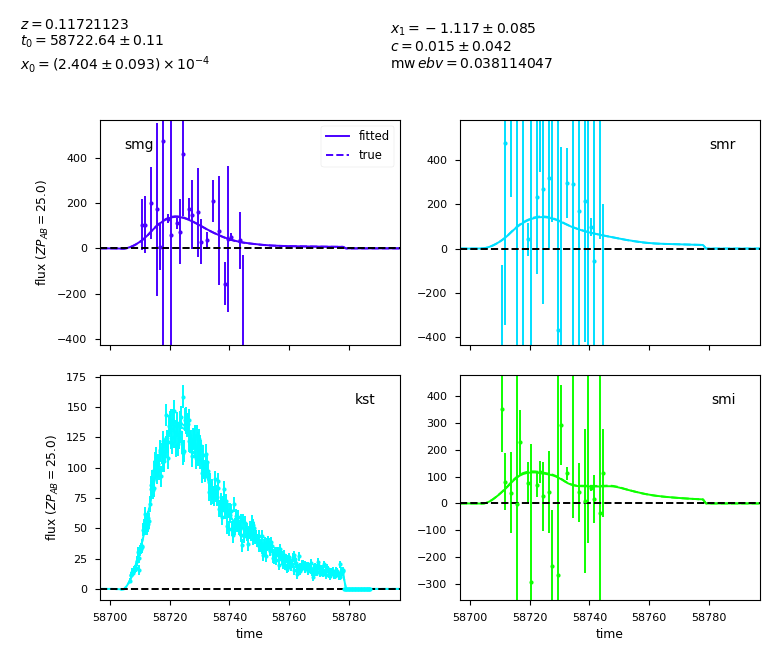 z = 0.11721123
t0 = 58722.64 ± 0.11
x0 = (2.404 ± 0.093) × 10^−4
x1 = −1.117 ± 0.085
c = 0.015 ± 0.042
mw ebv = 0.038114047
smg
fitted
true
flux (ZP_AB = 25.0)
400
200
0
−200
−400
smr
400
200
0
−200
−400
kst
flux (ZP_AB = 25.0)
175
150
125
100
75
50
25
0
58700 58720 58740 58760 58780
time
smi
400
300
200
100
0
−100
−200
−300
58700 58720 58740 58760 58780
time